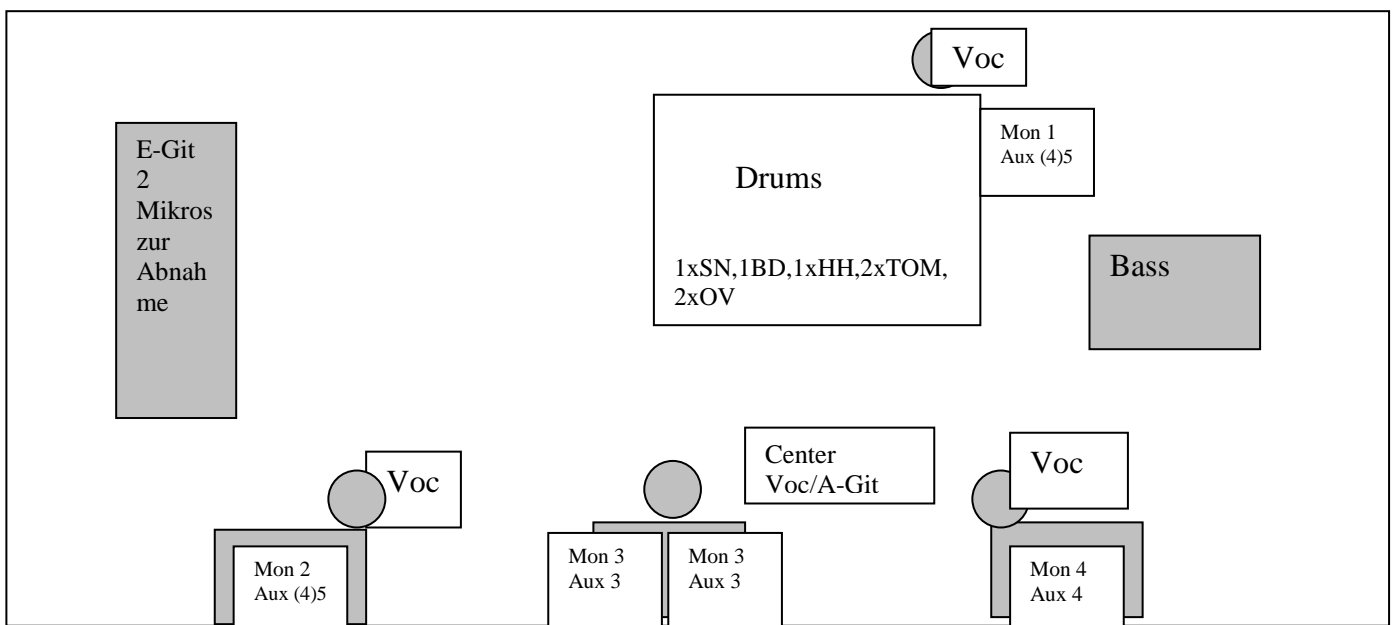 Voc
Mon 1
Aux (4)5
E-Git
2
Mikros
zur
Abnah
me
Drums
1xSN,1BD,1xHH,2xTOM,
2xOV
Bass
Voc
Center
Voc/A-Git
Voc
Mon 2
Aux (4)5
Mon 3
Aux 3
Mon 3
Aux 3
Mon 4
Aux 4